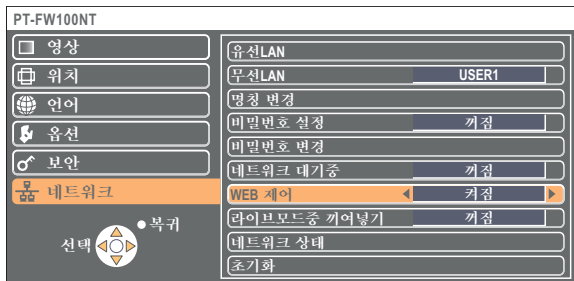 PT-FW100NT
영상
위치
언어
옵션
보안
네트워크
복귀
선택
유선LAN
무선LAN USER1
명칭 변경
비밀번호 설정 꺼짐
비밀번호 변경
네트워크 대기중 꺼짐
WEB 제어 켜짐
라이브모드중 끼여넣기 꺼짐
네트워크 상태
초기화